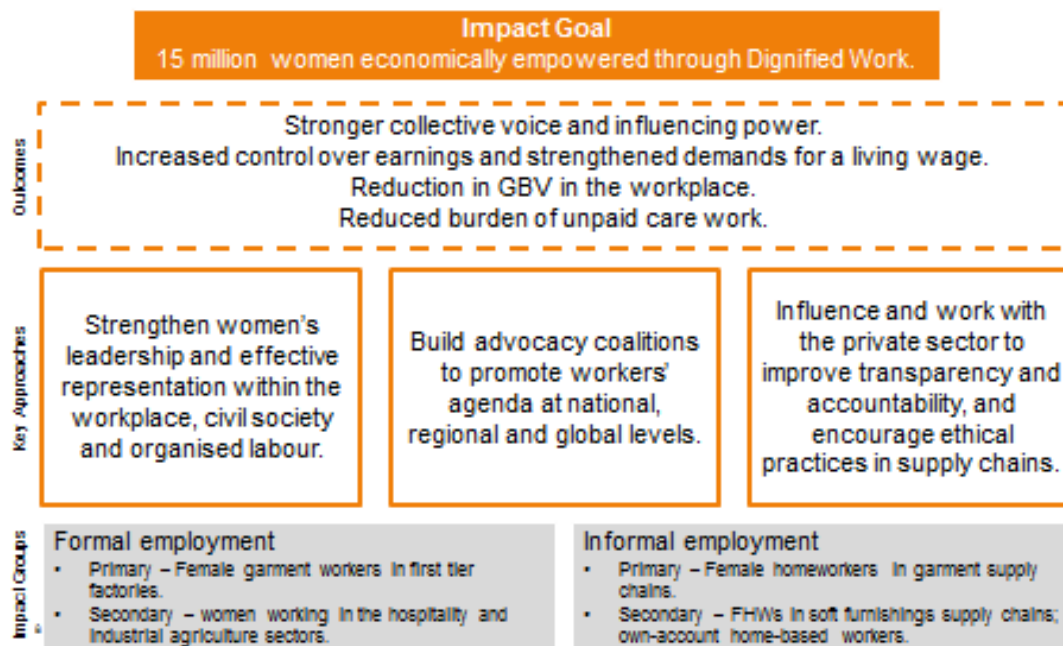 Impact Goal
15 million women economically empowered through Dignified Work.
Outcomes
Stronger collective voice and influencing power.
Increased control over earnings and strengthened demands for a living wage.
Reduction in GBV in the workplace.
Reduced burden of unpaid care work.
Key Approaches
Strengthen women's
leadership and effective
representation within the
workplace, civil society
and organised labour.
Build advocacy coalitions
to promote workers'
agenda at national,
regional and global levels.
Influence and work with
the private sector to
improve transparency and
accountability, and
encourage ethical
practices in supply chains.
Impact Groups
Formal employment
• Primary – Female garment workers in first tier
factories.
• Secondary – women working in the hospitality and
industrial agriculture sectors.
Informal employment
• Primary – Female homeworkers in garment supply
chains.
• Secondary – FHWs in soft furnishings supply chains;
own-account home-based workers.